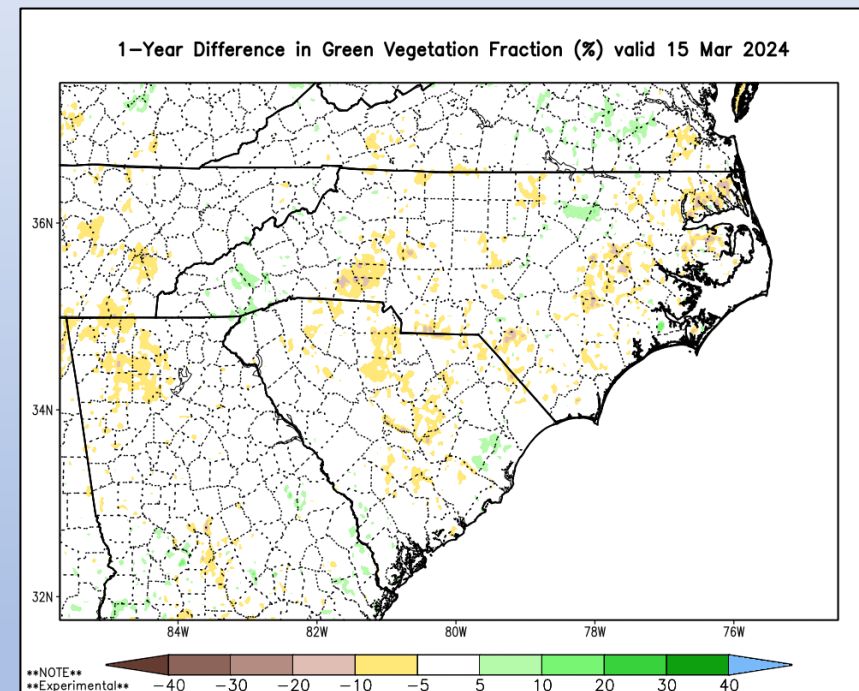 1-Year Difference in Green Vegetation Fraction (%) valid 15 Mar 2024
36N
34N
32N
84W 82W 80W 78W 76W
**NOTE**
**Experimental** -40 -30 -20 -10 -5 5 10 20 30 40